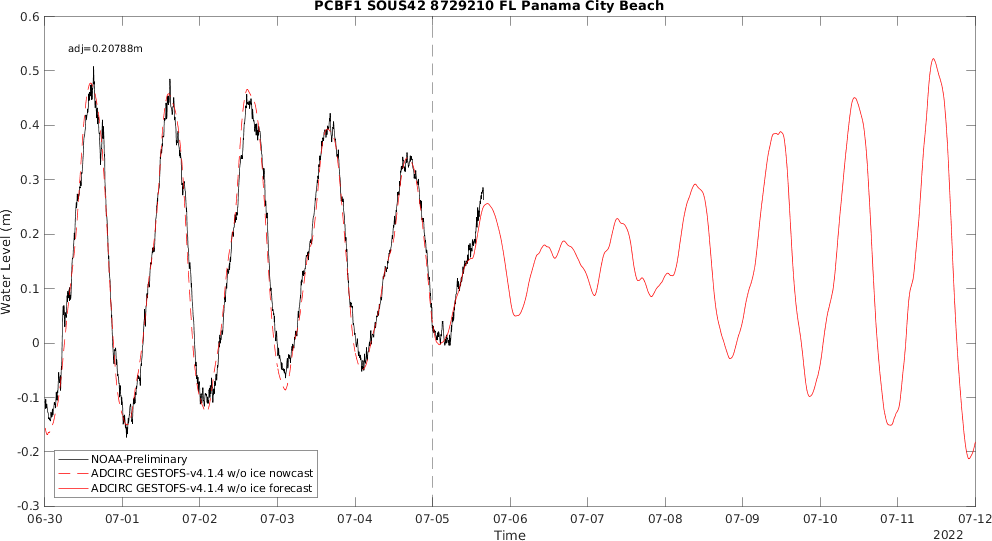 PCBF1 SOUS42 8729210 FL Panama City Beach
adj=0.20788m
0.6
0.5
0.4
0.3
0.2
0.1
0
-0.1
-0.2
-0.3
Water Level (m)
NOAA-Preliminary
ADCIRC GESTOFS-v4.1.4 w/o ice nowcast
ADCIRC GESTOFS-v4.1.4 w/o ice forecast
06-30 07-01 07-02 07-03 07-04 07-05 07-06 07-07 07-08 07-09 07-10 07-11 07-12
Time
2022